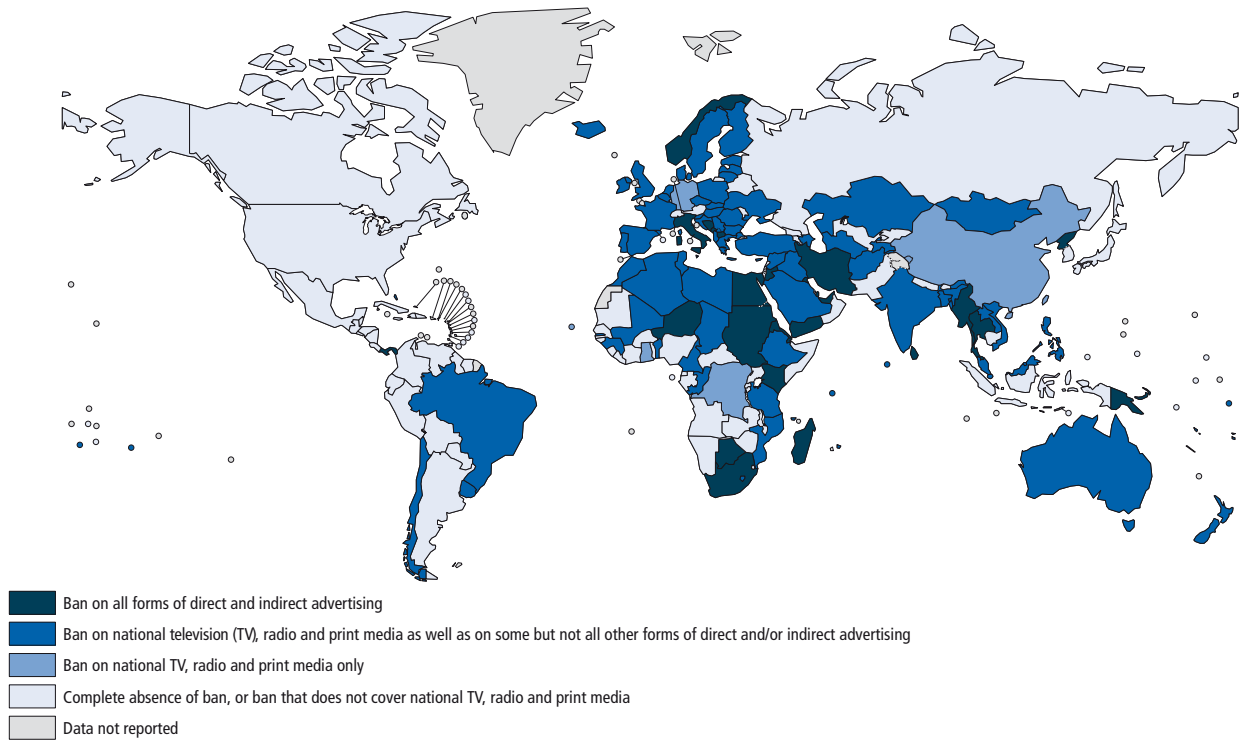 Ban on all forms of direct and indirect advertising
Ban on national television (TV), radio and print media as well as on some but not all other forms of direct and/or indirect advertising
Ban on national TV, radio and print media only
Complete absence of ban, or ban that does not cover national TV, radio and print media
Data not reported